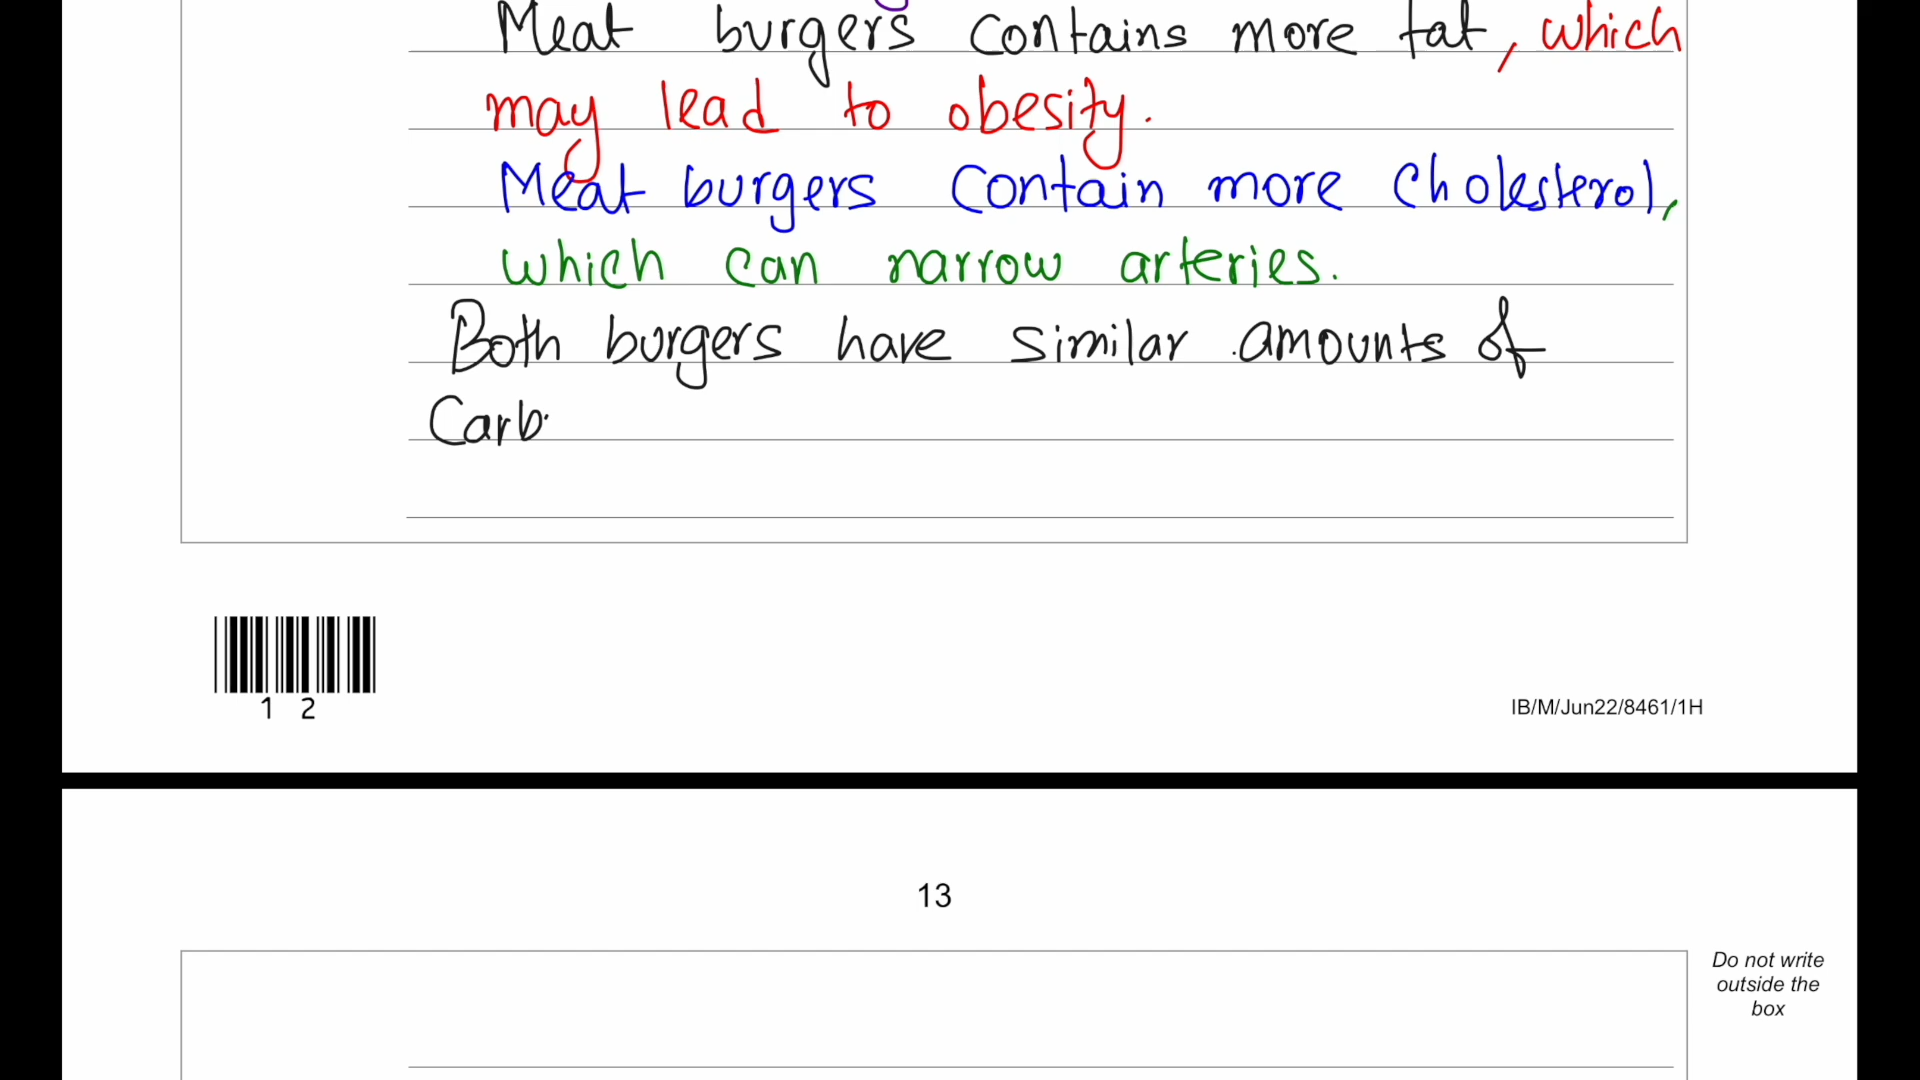 Meat burgers contains more fat, which
may lead to obesity.
Meat burgers contain more cholesterol,
which can narrow arteries.
Both burgers have similar amounts of
Carb
1 2
IB/M/Jun22/8461/1H
13
Do not write
outside the
box